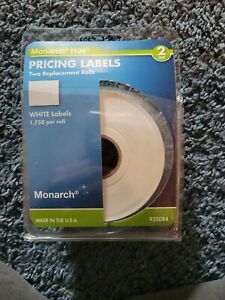 Monarch® 1136®
2
PRICING LABELS
Two Replacement Rolls
WHITE Labels
1,750 per roll
Monarch®
MADE IN THE U.S.A.
925084